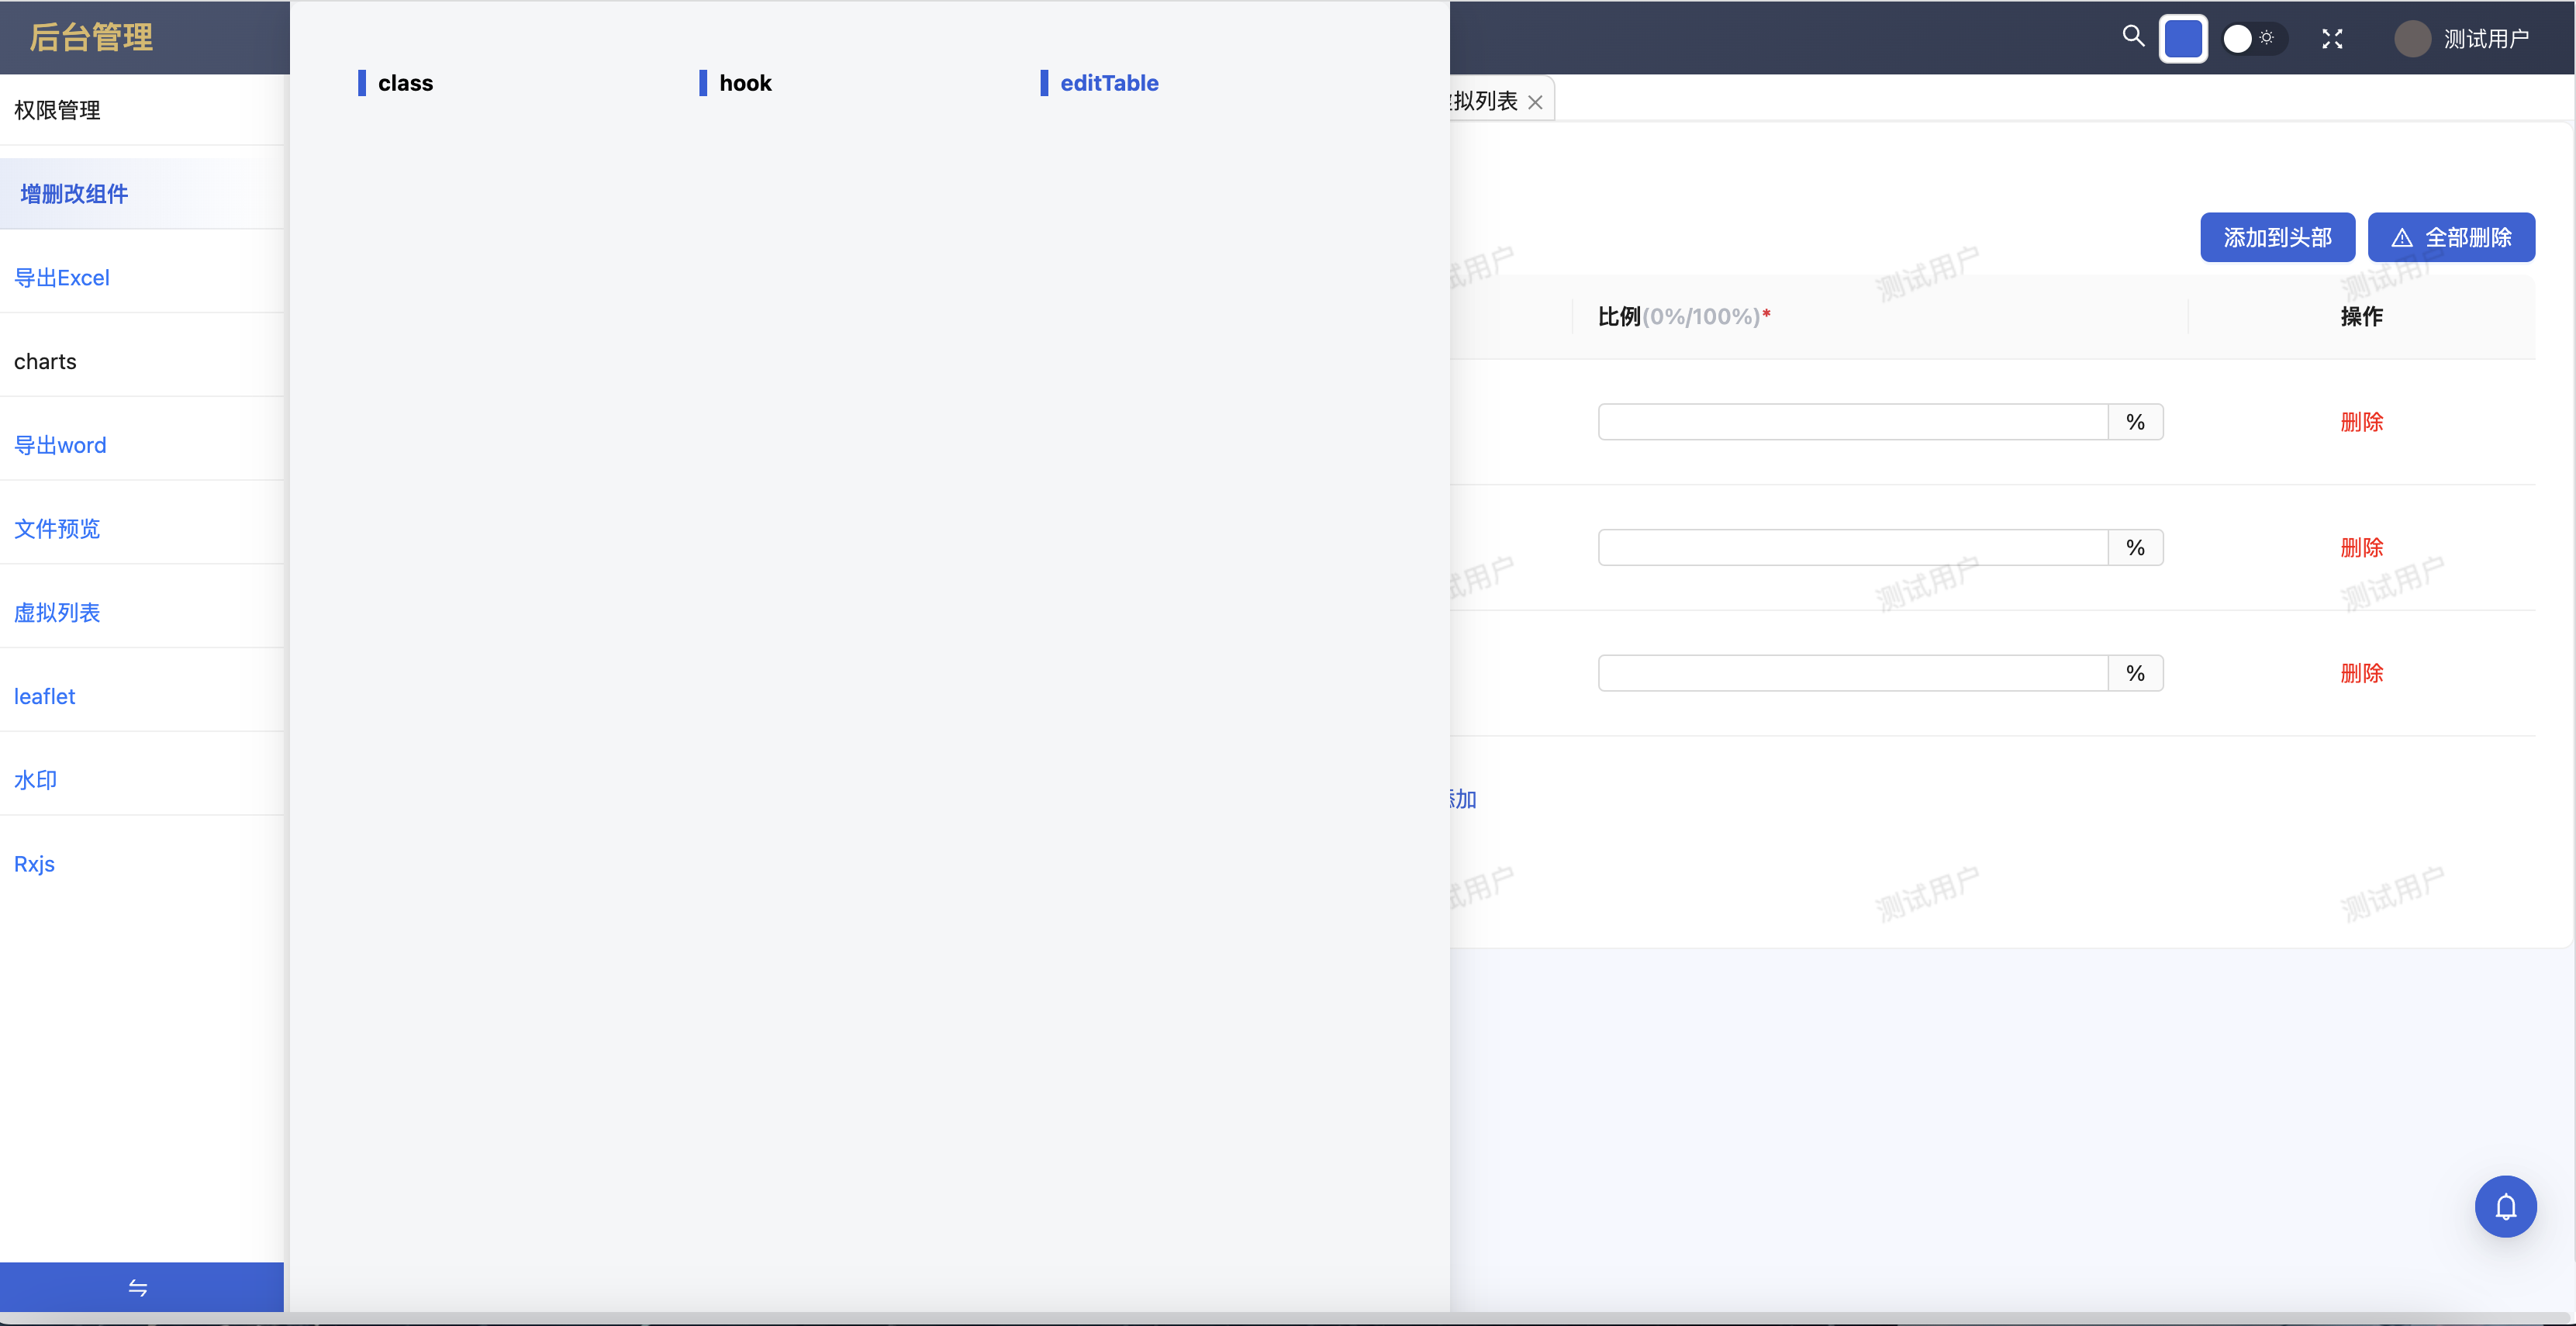 后台管理
测试用户
class
hook
editTable
拟列表
权限管理
增删改组件
导出Excel
charts
导出word
文件预览
虚拟列表
leaflet
水印
Rxjs
添加到头部
全部删除
比例(0%/100%)*
操作
%
删除
%
删除
%
删除
加
试用户
测试用户
测试用户
试用户
测试用户
测试用户
试用户
测试用户
测试用户